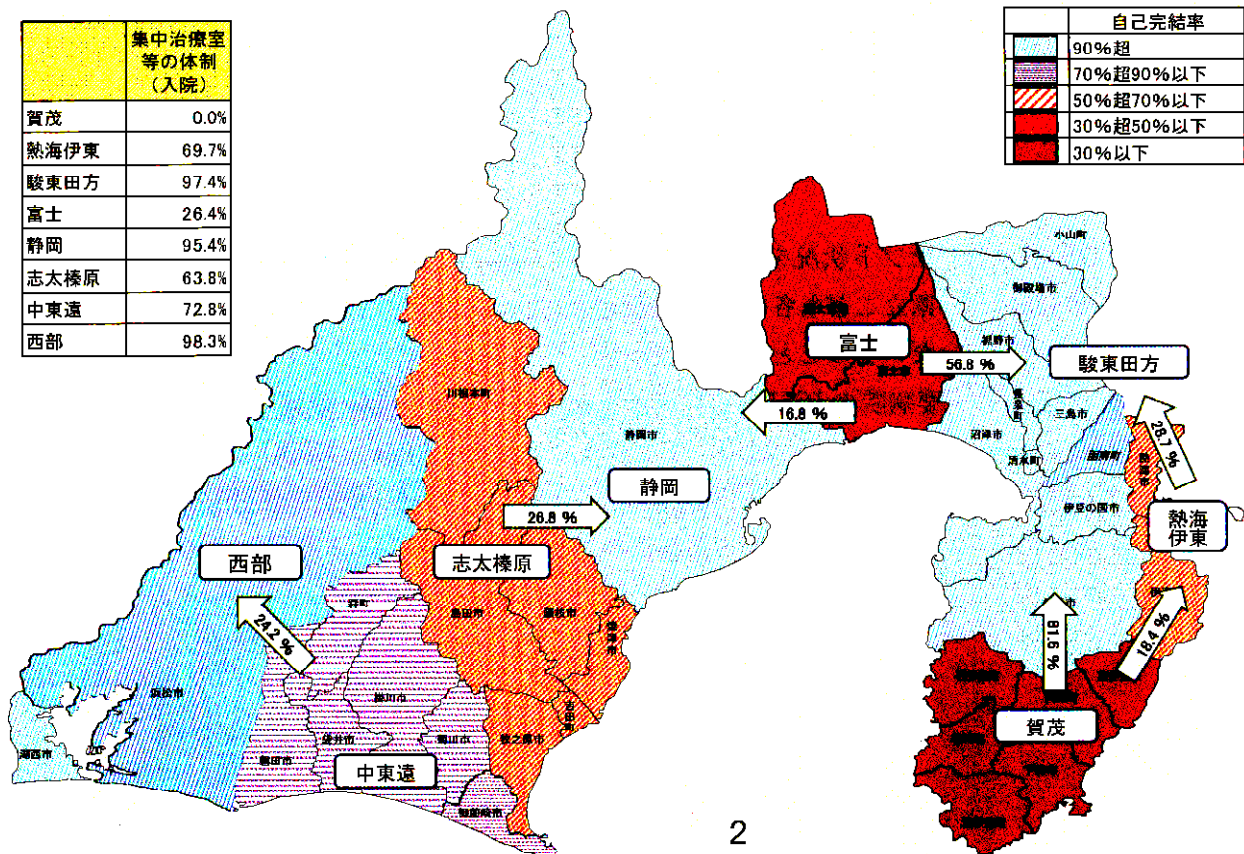 集中治療室
等の体制
(入院)
賀茂 0.0%
熱海伊東 69.7%
駿東田方 97.4%
富士 26.4%
静岡 95.4%
志太榛原 63.8%
中東遠 72.8%
西部 98.3%
自己完結率
90%超
70%超90%以下
50%超70%以下
30%超50%以下
30%以下
小山町
御殿場市
裾野市
富士
56.8 %
駿東田方
16.8 %
三島市
28.7 %
沼津市
清水町
函南町
川根本町
静岡市
静岡
伊豆の国市
熱海
伊東
26.8 %
西部
志太榛原
森町
島田市
藤枝市
市
81.6 %
18.4 %
24.2 %
浜松市
掛川市
吉田町
賀茂
湖西市
磐田市
袋井市
菊川市
牧之原市
中東遠
御前崎市
2